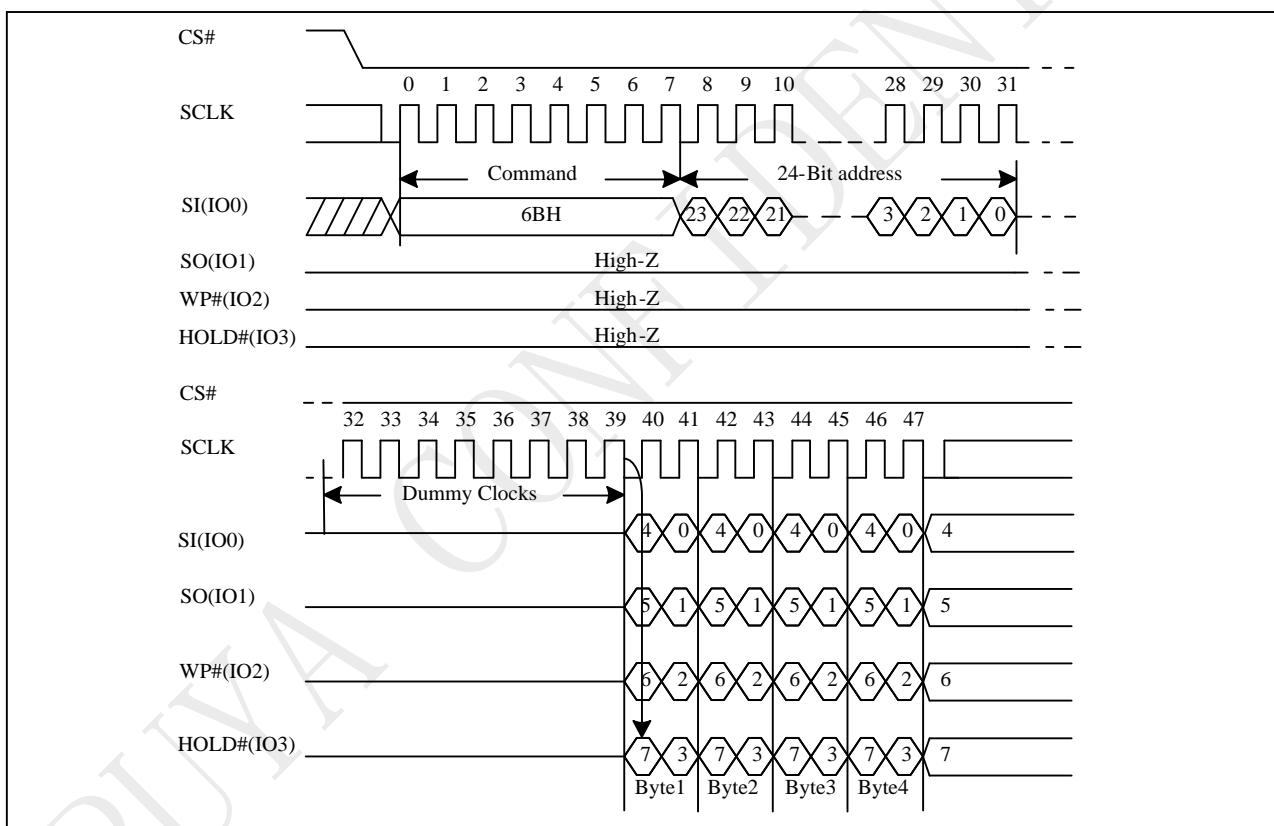 CS#
0 1 2 3 4 5 6 7 8 9 10 28 29 30 31
SCLK
Command 24-Bit address
SI(IO0) 6BH 23 22 21 3 2 1 0
SO(IO1) High-Z
WP#(IO2) High-Z
HOLD#(IO3) High-Z
CS#
32 33 34 35 36 37 38 39 40 41 42 43 44 45 46 47
SCLK
Dummy Clocks
SI(IO0) 4 0 4 0 4 0 4 0 4
SO(IO1) 5 1 5 1 5 1 5 1 5
WP#(IO2) 6 2 6 2 6 2 6 2 6
HOLD#(IO3) 7 3 7 3 7 3 7 3 7
Byte1 Byte2 Byte3 Byte4
PUYA CONFIDENT